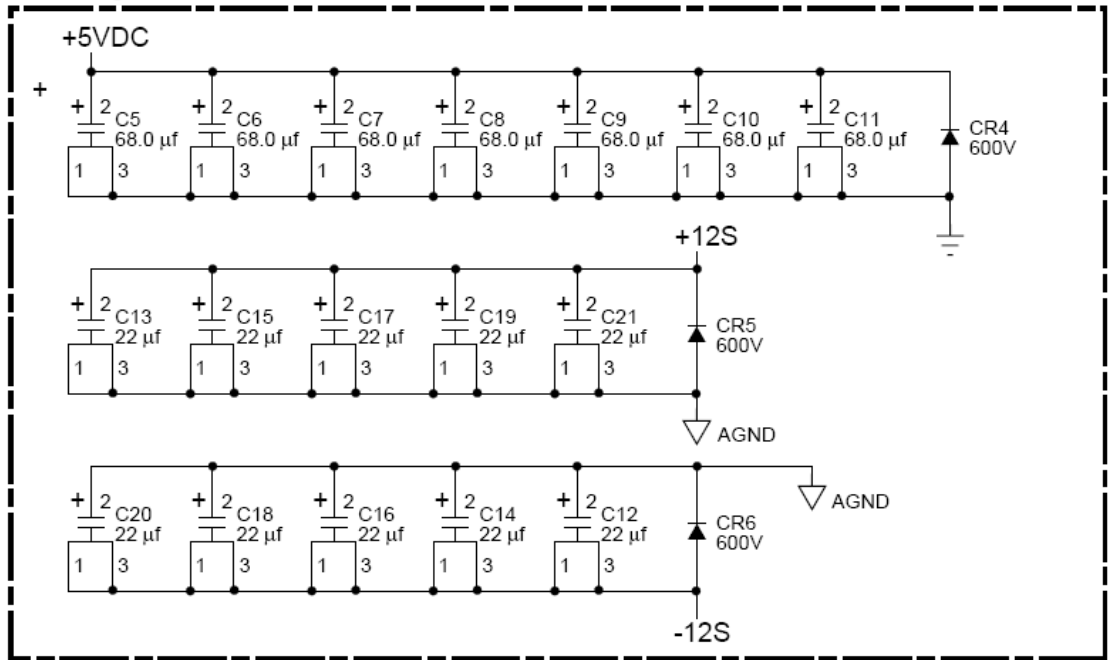 +5VDC
+
+ 2 + 2 + 2 + 2 + 2 + 2 + 2
C5 C6 C7 C8 C9 C10 C11 CR4
68.0 µf 68.0 µf 68.0 µf 68.0 µf 68.0 µf 68.0 µf 68.0 µf 600V
1 3 1 3 1 3 1 3 1 3 1 3 1 3
+12S
+ 2 + 2 + 2 + 2 + 2
C13 C15 C17 C19 C21 CR5
22 µf 22 µf 22 µf 22 µf 22 µf 600V
1 3 1 3 1 3 1 3 1 3
AGND
+ 2 + 2 + 2 + 2 + 2 AGND
C20 C18 C16 C14 C12 CR6
22 µf 22 µf 22 µf 22 µf 22 µf 600V
1 3 1 3 1 3 1 3 1 3
-12S